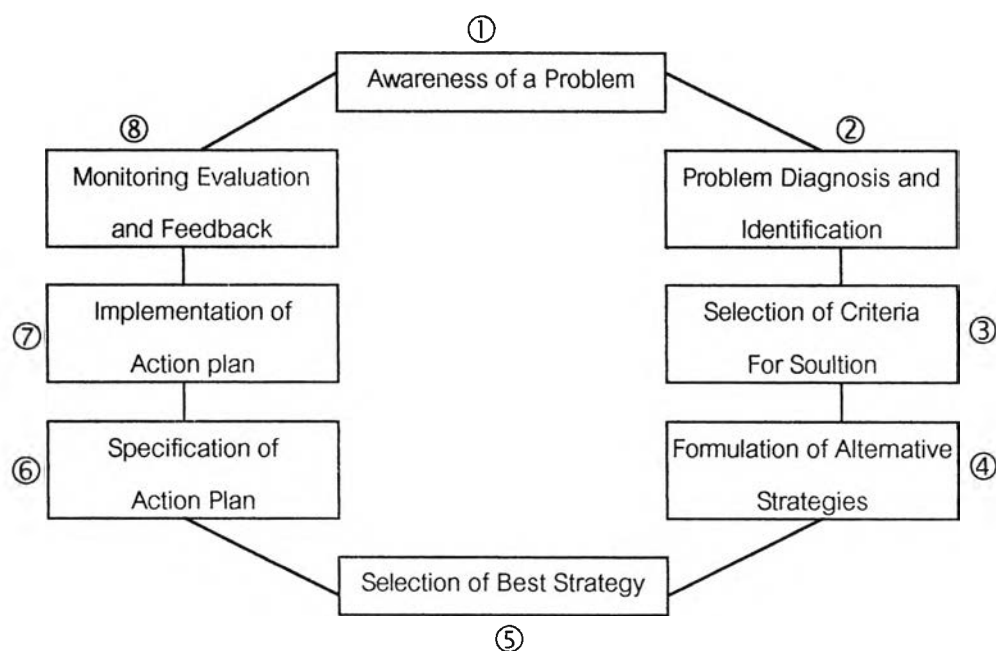 ①
Awareness of a Problem
⑧
Monitoring Evaluation
and Feedback
②
Problem Diagnosis and
Identification
⑦
Implementation of
Action plan
Selection of Criteria
For Soultion
③
⑥
Specification of
Action Plan
Formulation of Alternative
Strategies
④
Selection of Best Strategy
⑤